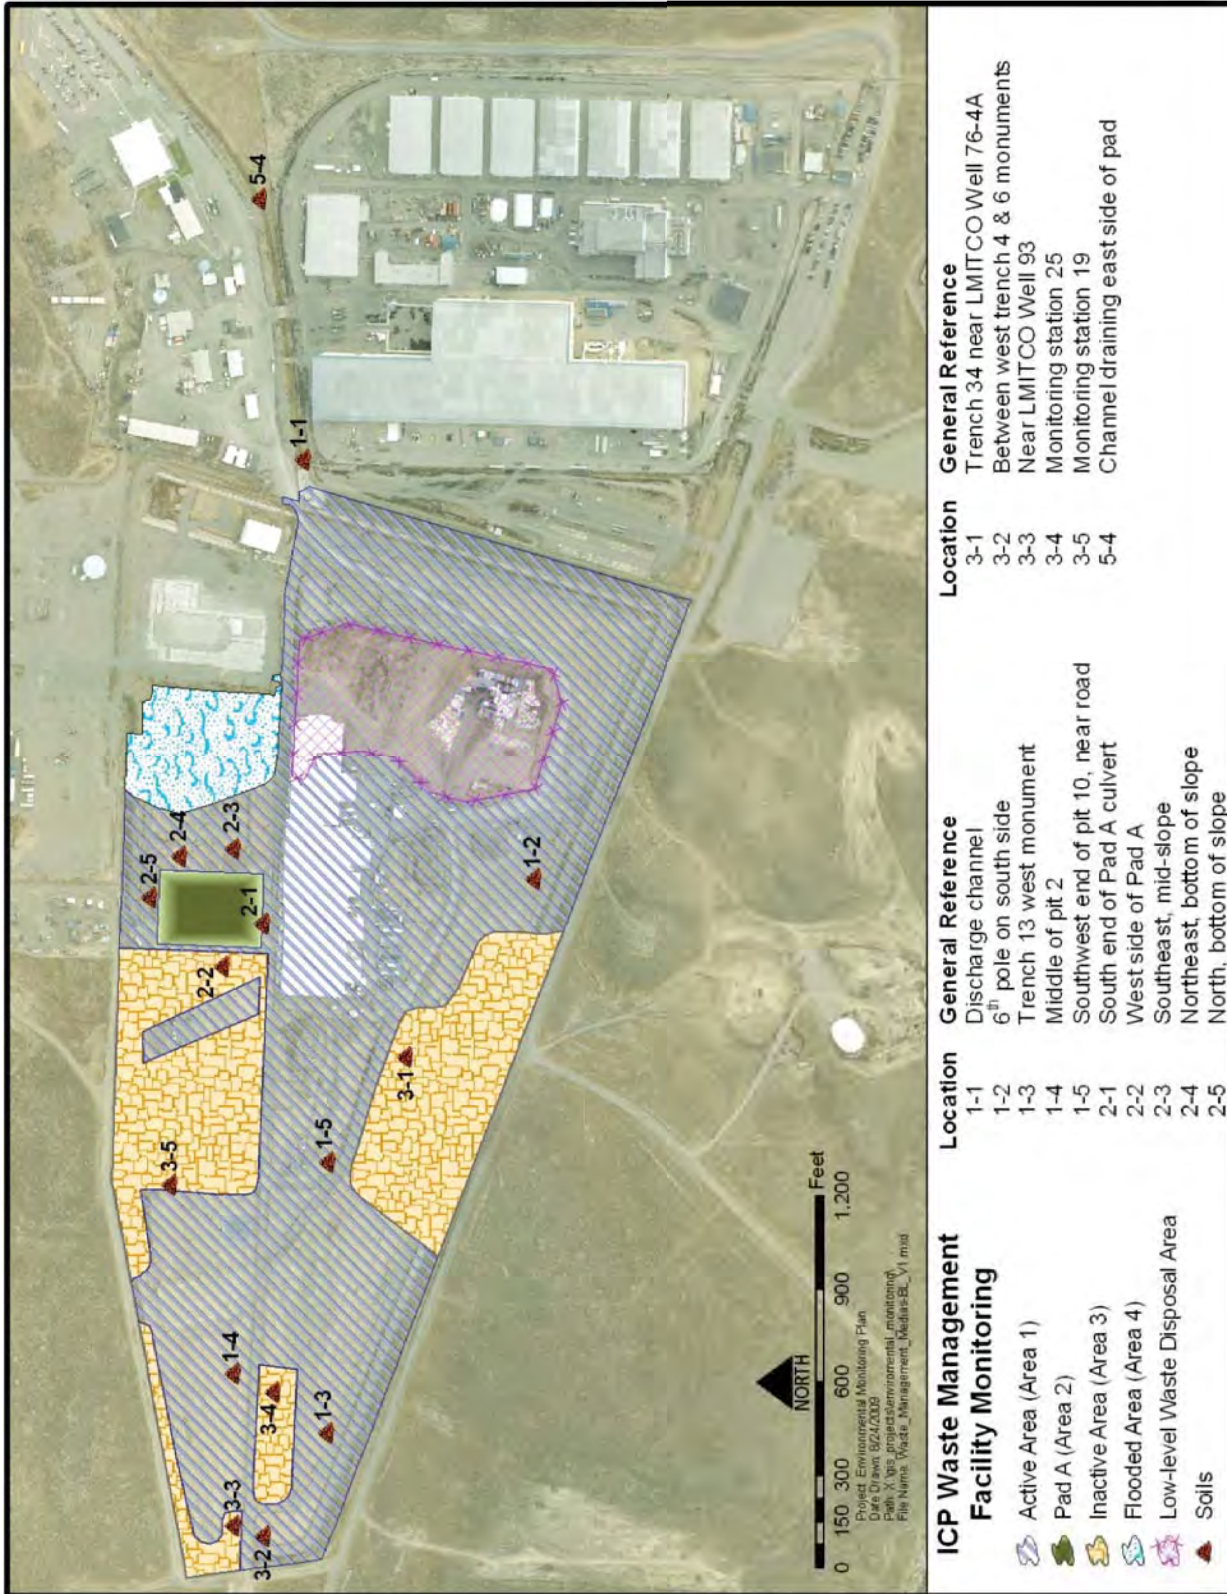 5-4
1-1
2-5
2-4
2-3
2-1
2-2
1-2
3-5
3-1
1-5
1-4
3-4
1-3
3-3
3-2
NORTH
0 150 300 600 900 1,200
Feet
Project: Environmental Monitoring Plan
Date Drawn: 8/24/2009
Path: X:\gis_projects\enviromental_monitoring\
File Name: Waste_Management_Medias-BL_V1.mxd
ICP Waste Management
Facility Monitoring
Active Area (Area 1)
Pad A (Area 2)
Inactive Area (Area 3)
Flooded Area (Area 4)
Low-level Waste Disposal Area
Soils
Location General Reference
1-1 Discharge channel
1-2 6th pole on south side
1-3 Trench 13 west monument
1-4 Middle of pit 2
1-5 Southwest end of pit 10, near road
2-1 South end of Pad A culvert
2-2 West side of Pad A
2-3 Southeast, mid-slope
2-4 Northeast, bottom of slope
2-5 North, bottom of slope
Location General Reference
3-1 Trench 34 near LMITCO Well 76-4A
3-2 Between west trench 4 & 6 monuments
3-3 Near LMITCO Well 93
3-4 Monitoring station 25
3-5 Monitoring station 19
5-4 Channel draining east side of pad